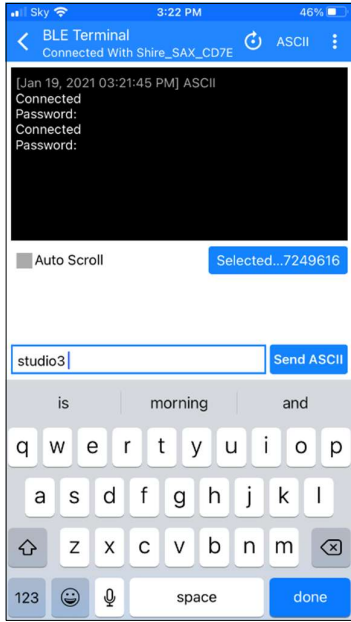 Sky 3:22 PM 46%
BLE Terminal
Connected With Shire_SAX_CD7E
ASCII
[Jan 19, 2021 03:21:45 PM] ASCII
Connected
Password:
Connected
Password:
Auto Scroll
Selected...7249616
studio3
Send ASCII
is morning and
q w e r t y u i o p
a s d f g h j k l
z x c v b n m
123 space done